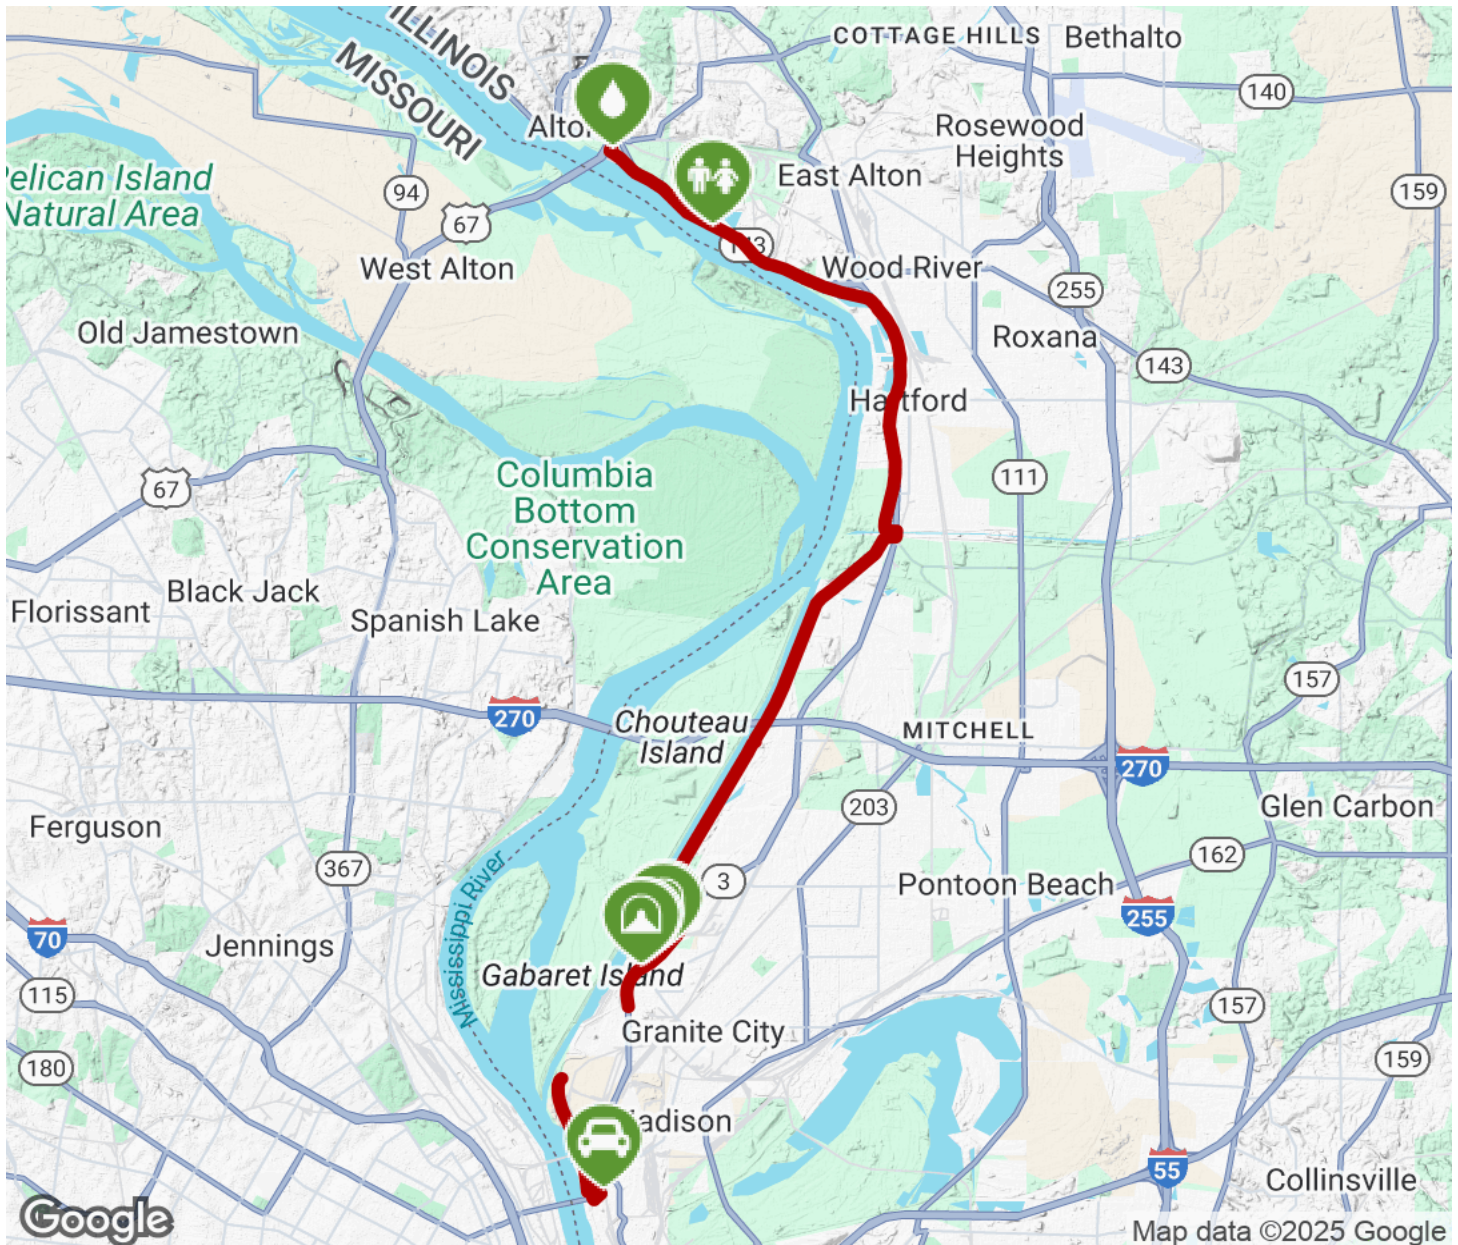 ILLINOIS
MISSOURI
COTTAGE HILLS
Bethalto
140
Alton
Rosewood
Heights
East Alton
159
Pelican Island
Natural Area
94
67
143
West Alton
Wood River
255
Old Jamestown
Roxana
143
Hartford
67
Columbia
Bottom
Conservation
Area
111
Black Jack
Florissant
Spanish Lake
157
270
Chouteau
Island
MITCHELL
270
203
Glen Carbon
Ferguson
367
162
3
Pontoon Beach
Mississippi River
255
70
Jennings
Gabaret Island
115
157
Granite City
180
159
Madison
55
Collinsville
Google
Map data ©2025 Google